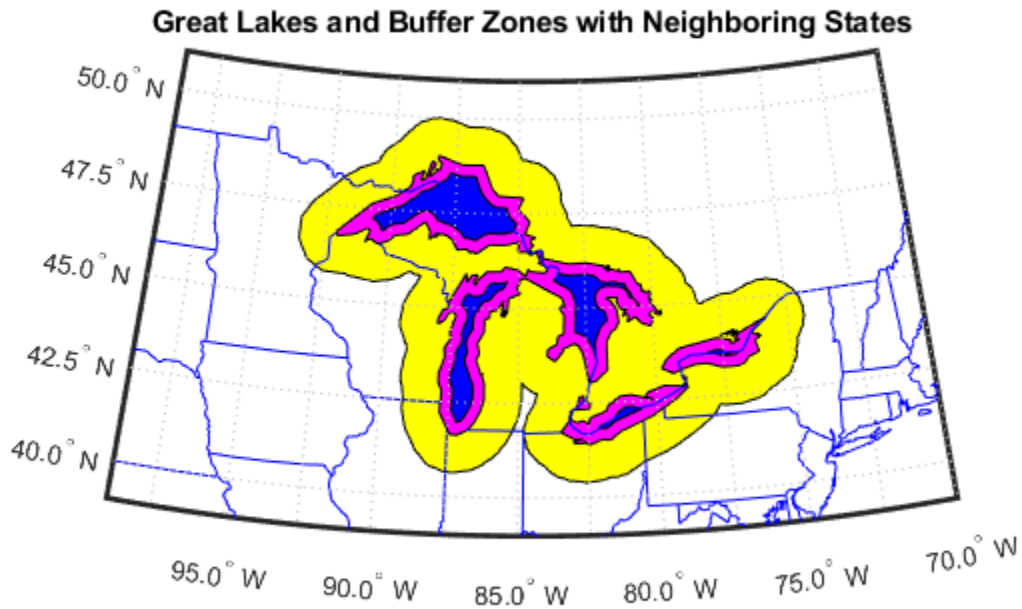 Great Lakes and Buffer Zones with Neighboring States
50.0° N
47.5° N
45.0° N
42.5° N
40.0° N
95.0° W
90.0° W
85.0° W
80.0° W
75.0° W
70.0° W